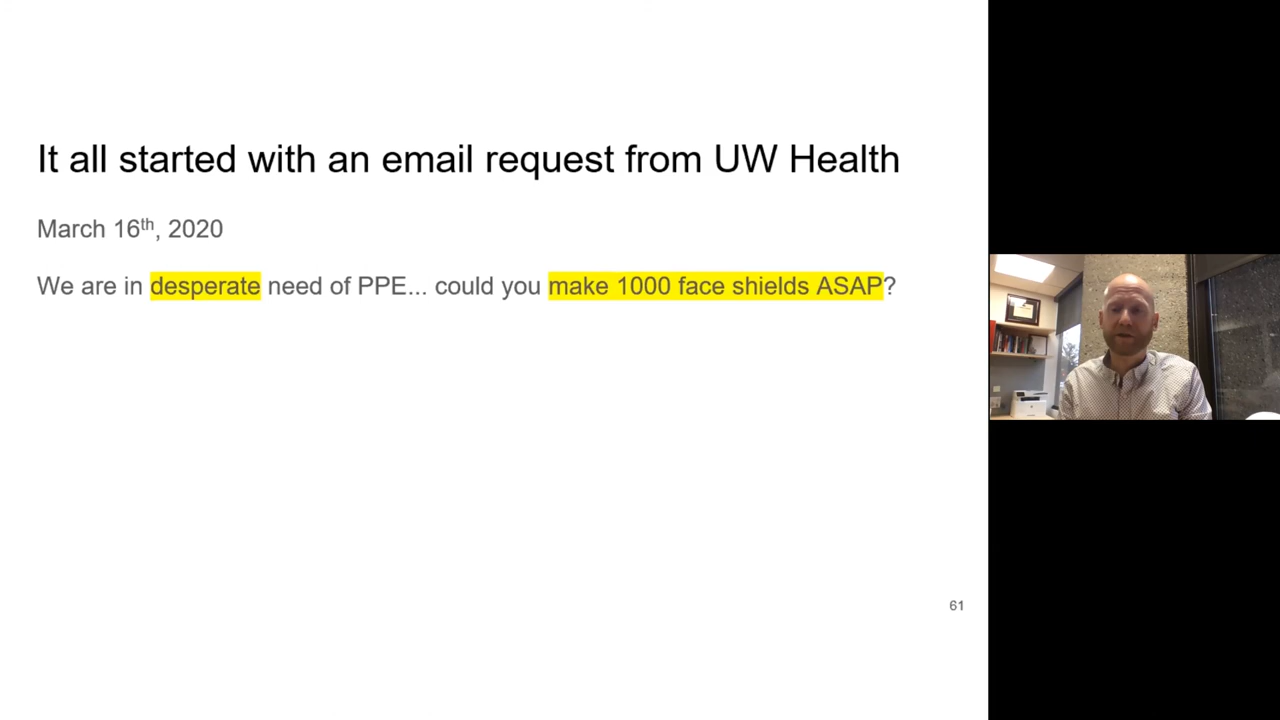 It all started with an email request from UW Health
March 16th, 2020
We are in desperate need of PPE... could you make 1000 face shields ASAP?
61